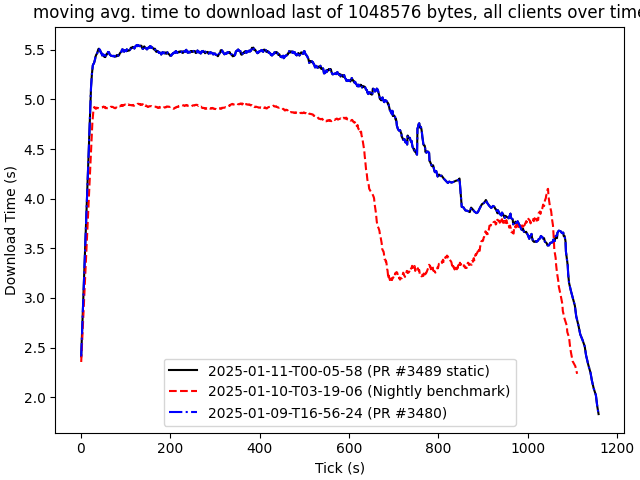 moving avg. time to download last of 1048576 bytes, all clients over time
5.5
5.0
4.5
4.0
3.5
3.0
2.5
2.0
Download Time (s)
2025-01-11-T00-05-58 (PR #3489 static)
2025-01-10-T03-19-06 (Nightly benchmark)
2025-01-09-T16-56-24 (PR #3480)
0 200 400 600 800 1000 1200
Tick (s)